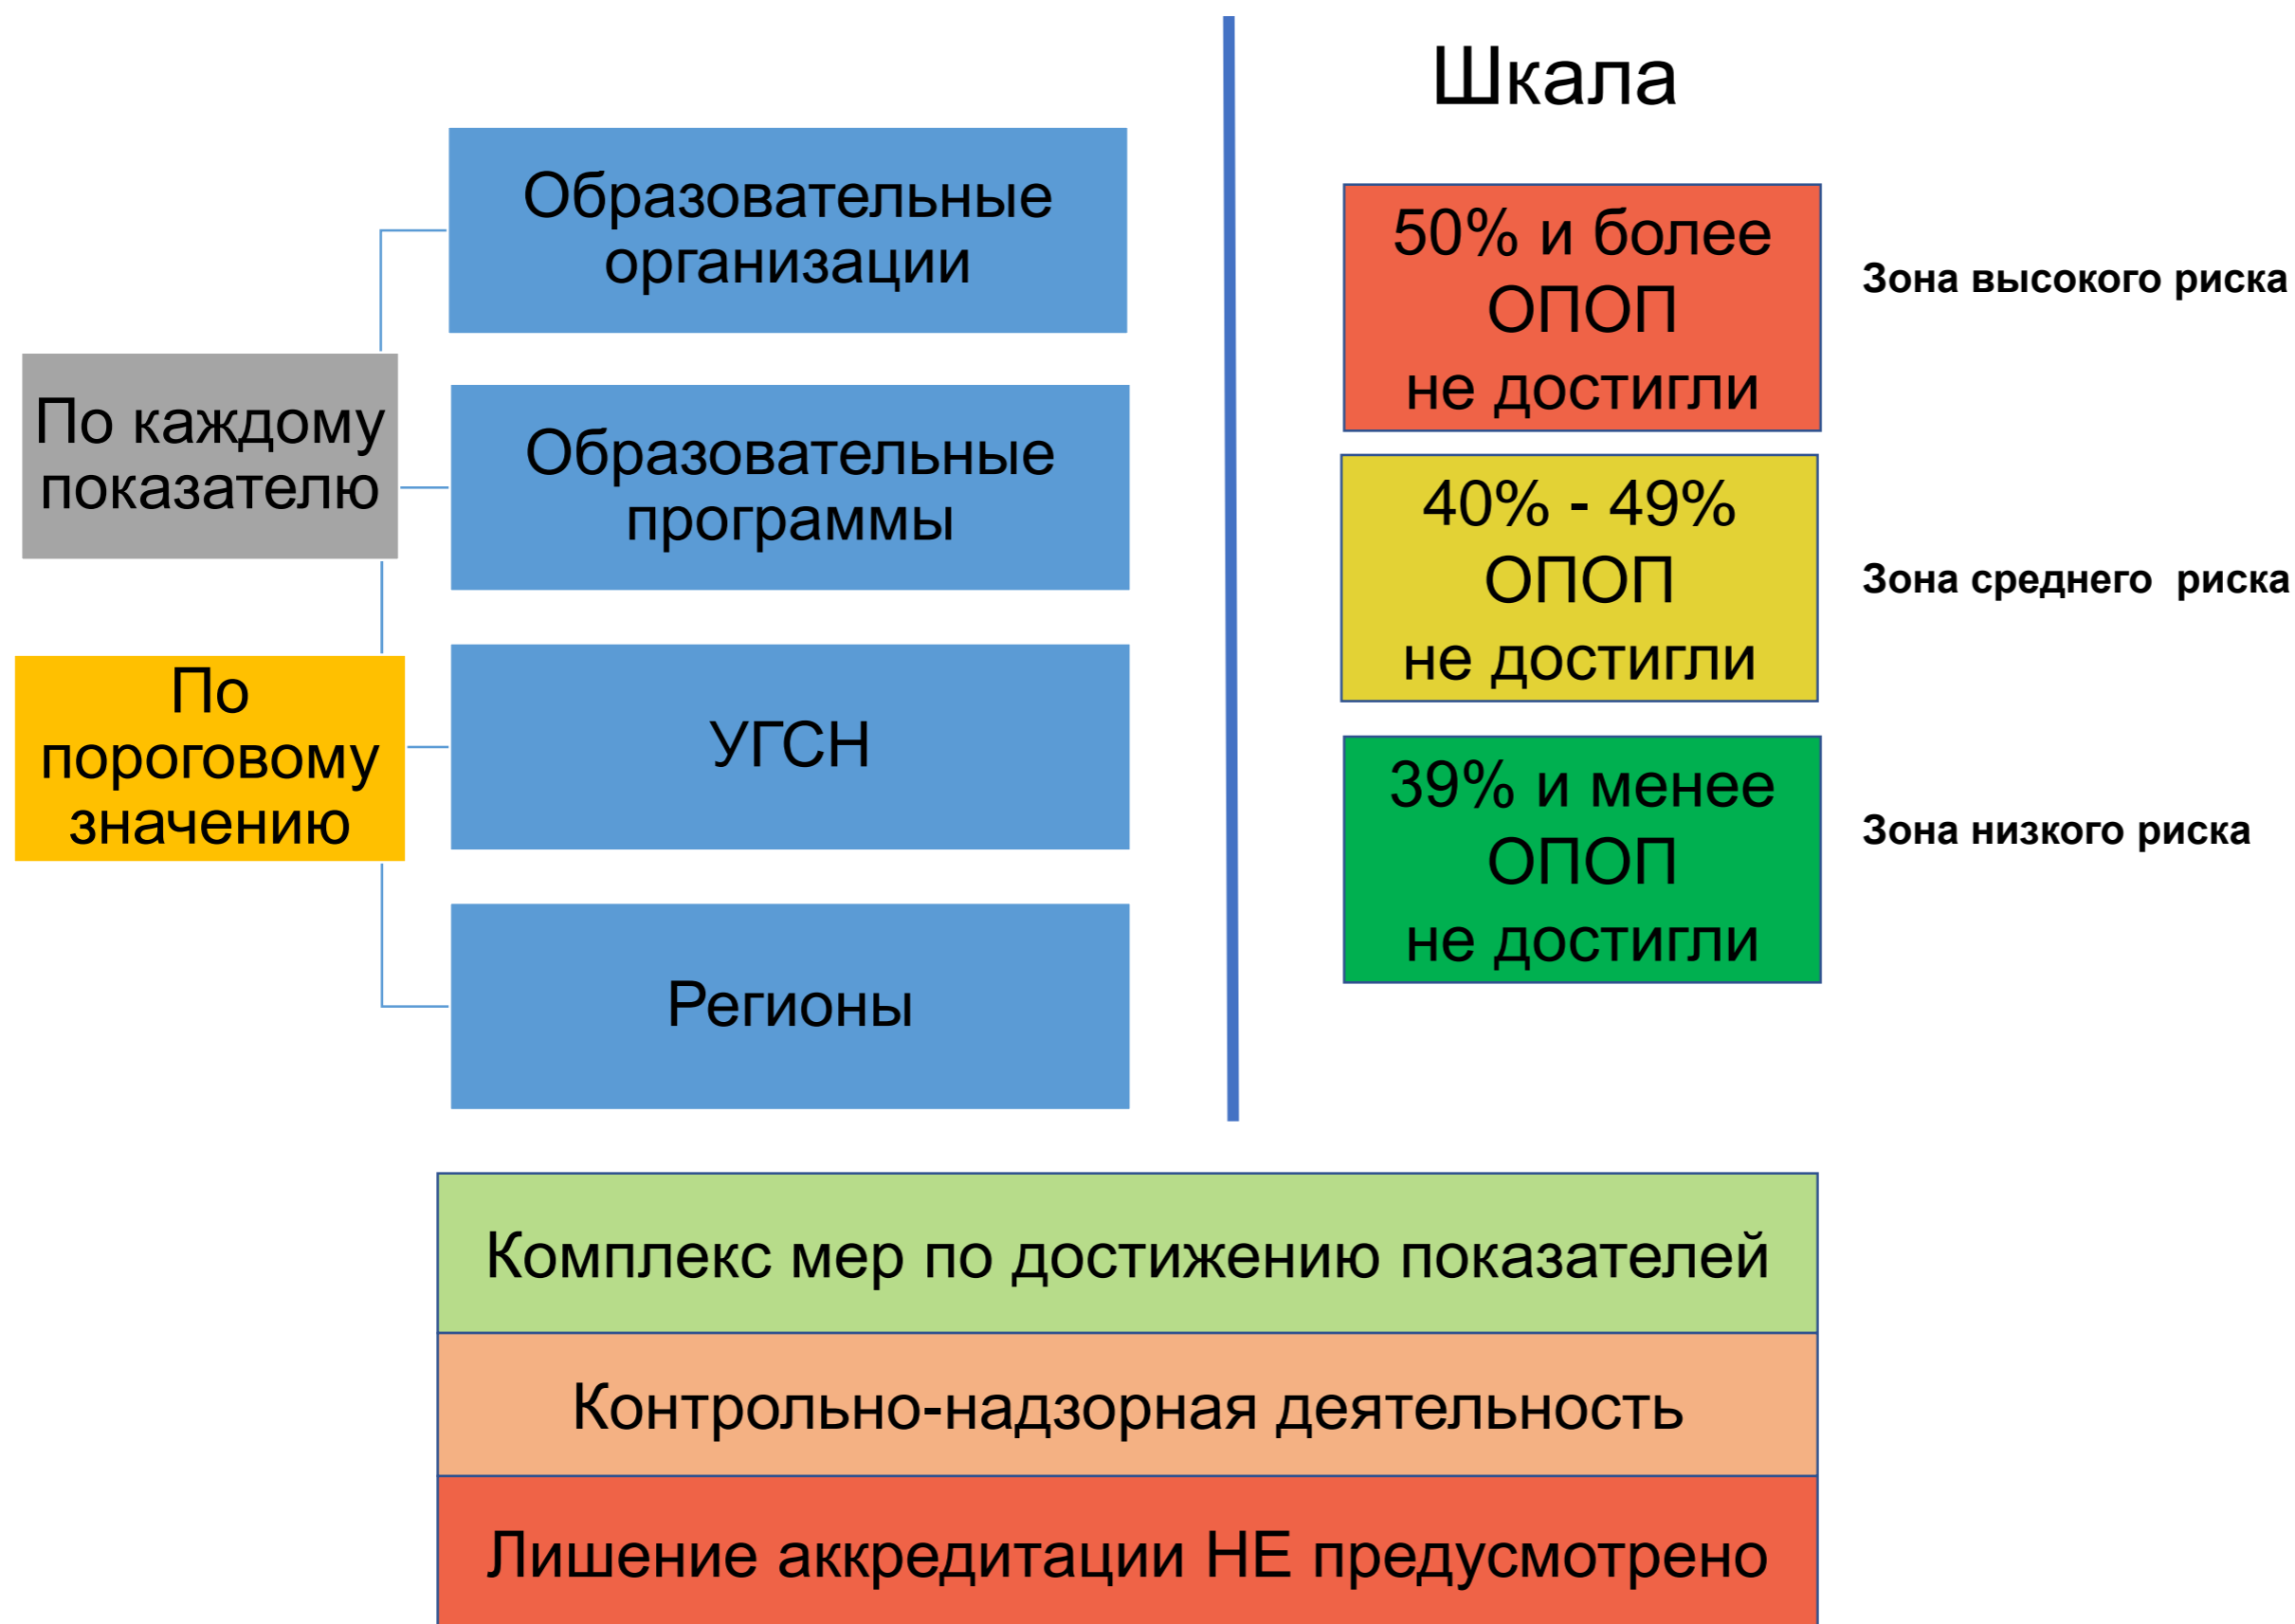 По каждому
показателю
По
пороговому
значению
Образовательные
организации
Образовательные
программы
УГСН
Регионы
Шкала
50% и более
ОПОП
не достигли
Зона высокого риска
40% - 49%
ОПОП
не достигли
Зона среднего  риска
39% и менее
ОПОП
не достигли
Зона низкого риска
Комплекс мер по достижению показателей
Контрольно-надзорная деятельность
Лишение аккредитации НЕ предусмотрено